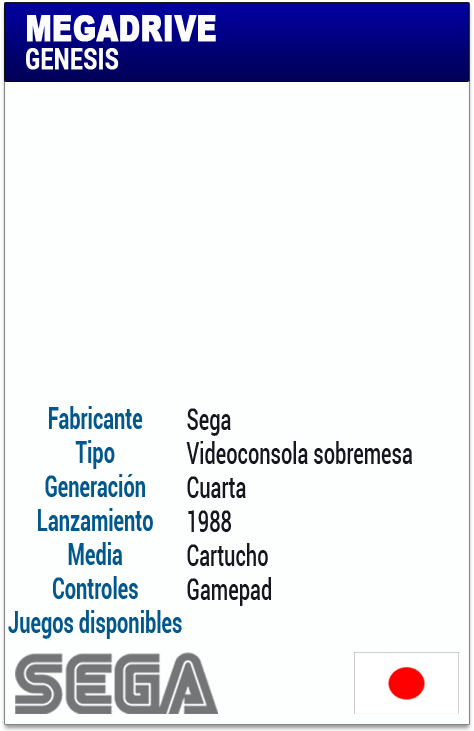 MEGADRIVE
GENESIS
Fabricante Sega
Tipo Videoconsola sobremesa
Generación Cuarta
Lanzamiento 1988
Media Cartucho
Controles Gamepad
Juegos disponibles
SEGA